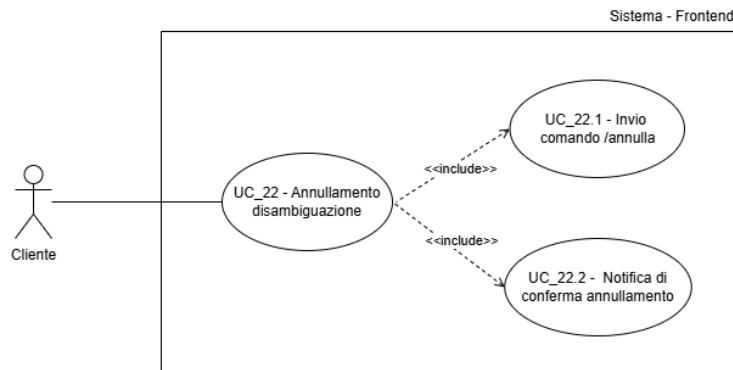 Sistema - Frontend
UC_22.1 - Invio
comando /annulla
<<include>>
UC_22 - Annullamento
disambiguazione
<<include>>
Cliente
UC_22.2 - Notifica di
conferma annullamento